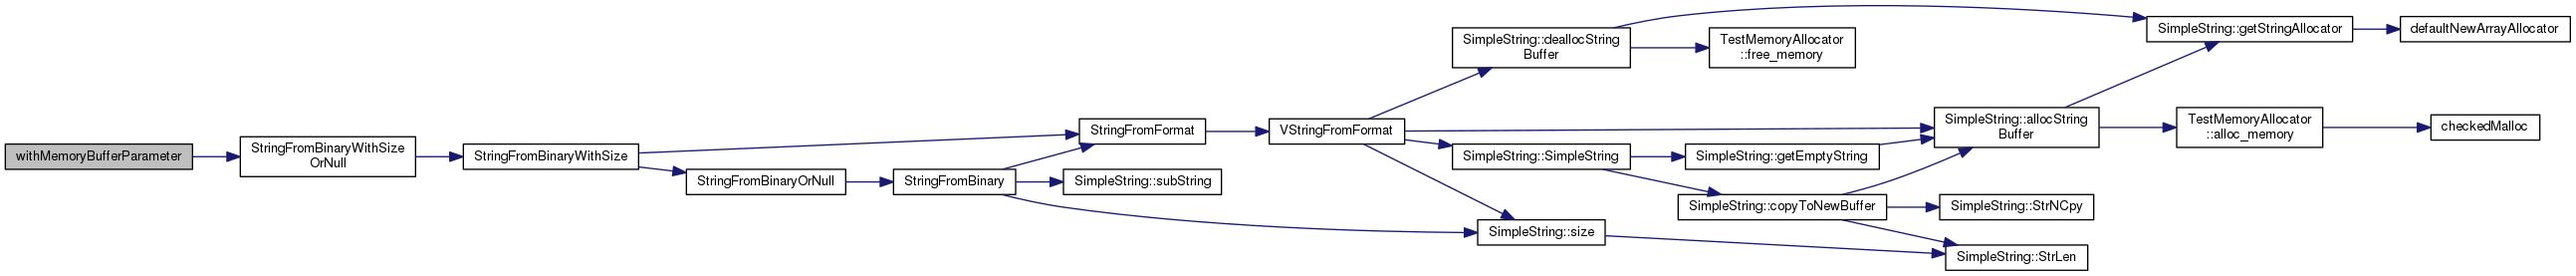 withMemoryBufferParameter
StringFromBinaryWithSize
OrNull
StringFromBinaryWithSize
StringFromBinaryOrNull
StringFromBinary
StringFromFormat
SimpleString::subString
VStringFromFormat
SimpleString::deallocString
Buffer
SimpleString::SimpleString
SimpleString::size
TestMemoryAllocator
::free_memory
SimpleString::getEmptyString
SimpleString::copyToNewBuffer
SimpleString::getStringAllocator
SimpleString::allocString
Buffer
SimpleString::StrNCpy
SimpleString::StrLen
defaultNewArrayAllocator
TestMemoryAllocator
::alloc_memory
checkedMalloc